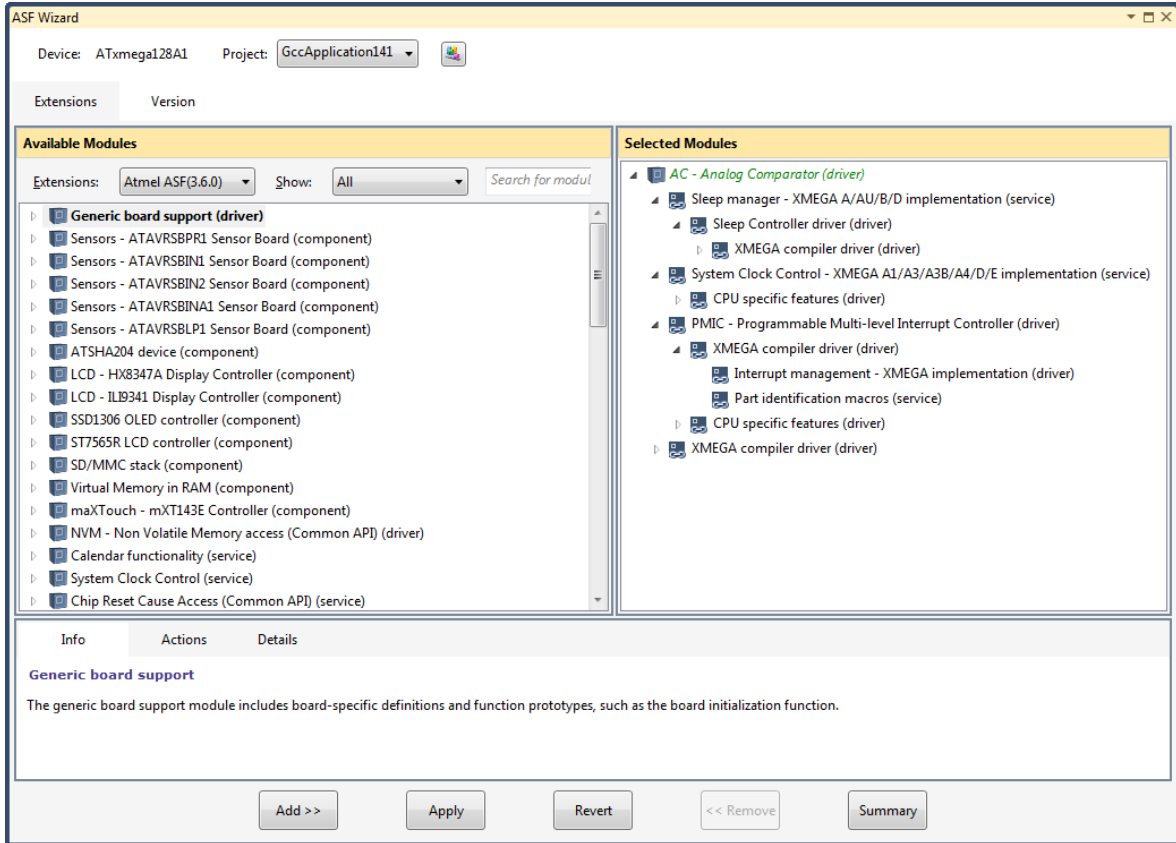 ASF Wizard
Device: ATxmega128A1 Project: GccApplication141
Extensions Version
Available Modules
Extensions: Atmel ASF(3.6.0) Show: All Search for modul
Generic board support (driver)
Sensors - ATAVRSBPR1 Sensor Board (component)
Sensors - ATAVRSBIN1 Sensor Board (component)
Sensors - ATAVRSBIN2 Sensor Board (component)
Sensors - ATAVRSBINA1 Sensor Board (component)
Sensors - ATAVRSBLP1 Sensor Board (component)
ATSHA204 device (component)
LCD - HX8347A Display Controller (component)
LCD - ILI9341 Display Controller (component)
SSD1306 OLED controller (component)
ST7565R LCD controller (component)
SD/MMC stack (component)
Virtual Memory in RAM (component)
maXTouch - mXT143E Controller (component)
NVM - Non Volatile Memory access (Common API) (driver)
Calendar functionality (service)
System Clock Control (service)
Chip Reset Cause Access (Common API) (service)
Selected Modules
AC - Analog Comparator (driver)
Sleep manager - XMEGA A/AU/B/D implementation (service)
Sleep Controller driver (driver)
XMEGA compiler driver (driver)
System Clock Control - XMEGA A1/A3/A3B/A4/D/E implementation (service)
CPU specific features (driver)
PMIC - Programmable Multi-level Interrupt Controller (driver)
XMEGA compiler driver (driver)
Interrupt management - XMEGA implementation (driver)
Part identification macros (service)
CPU specific features (driver)
XMEGA compiler driver (driver)
Info Actions Details
Generic board support
The generic board support module includes board-specific definitions and function prototypes, such as the board initialization function.
Add >> Apply Revert << Remove Summary